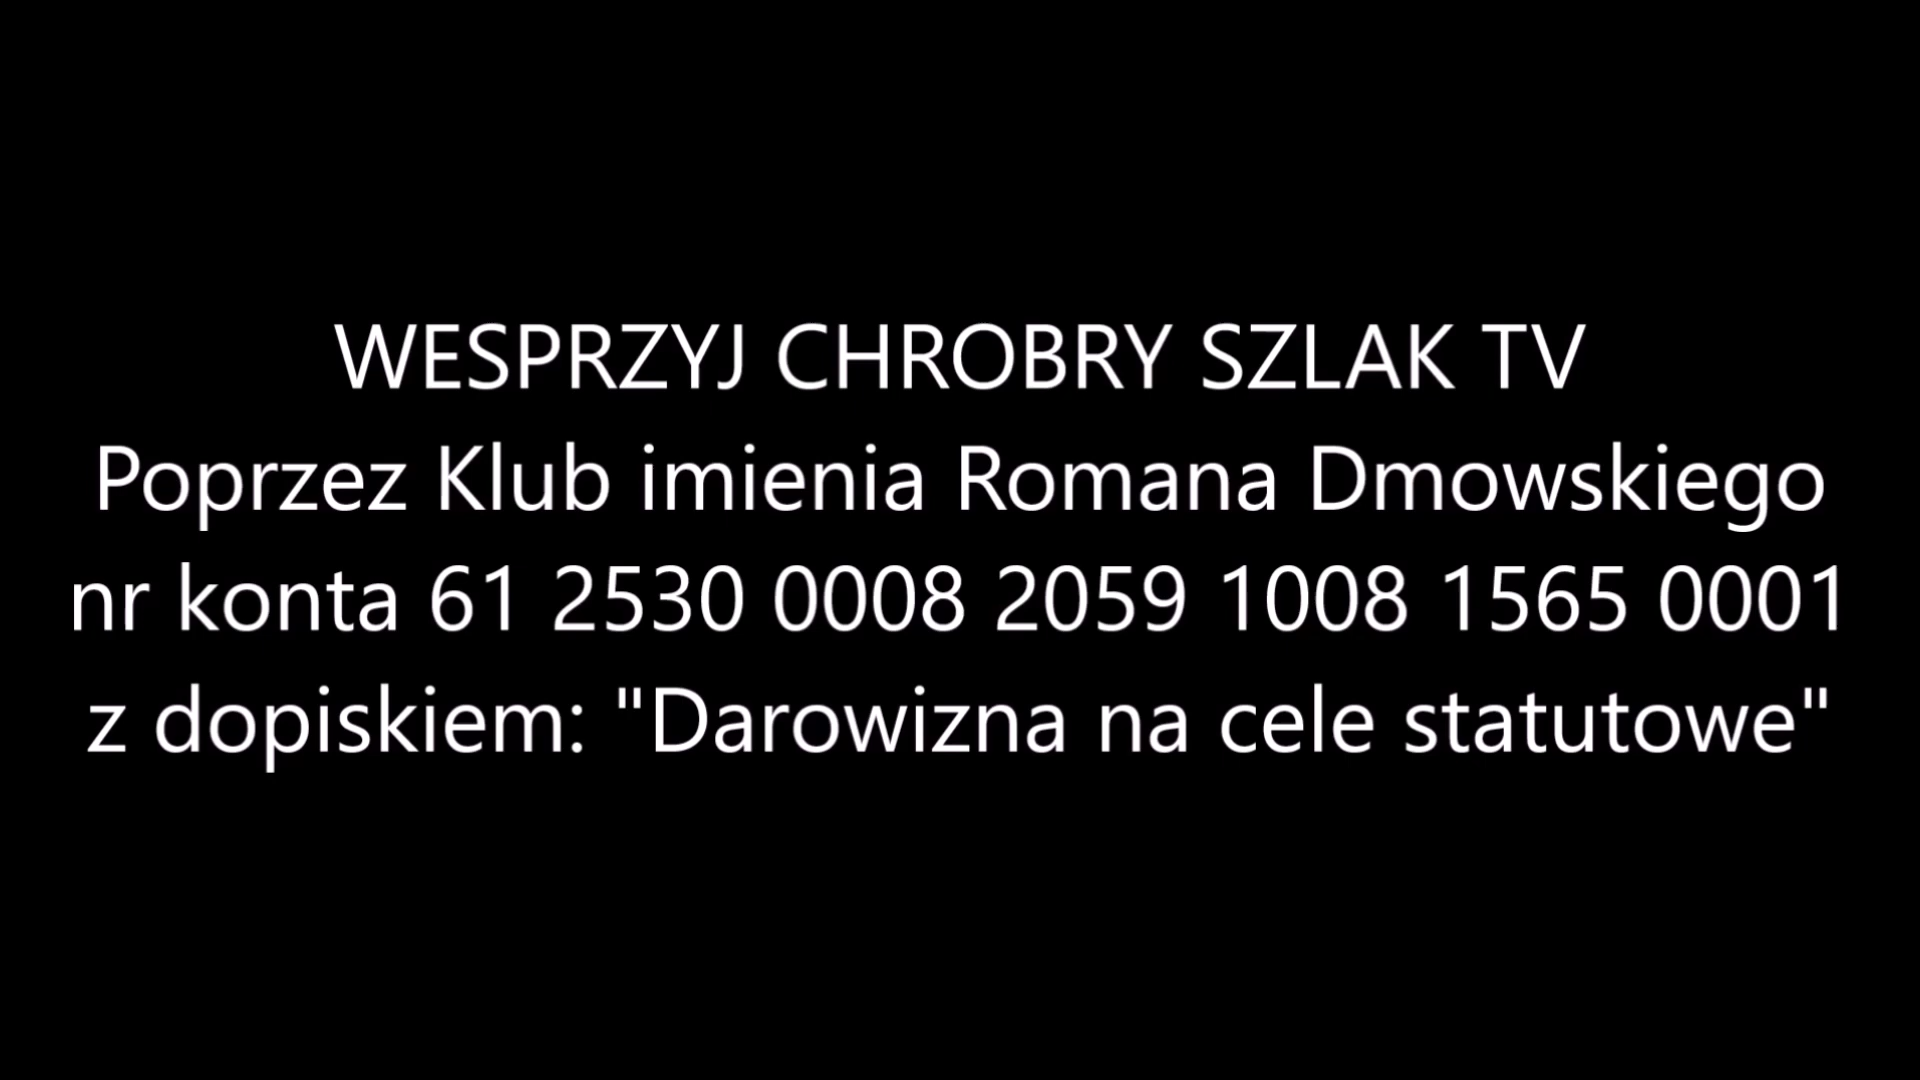 WESPRZYJ CHROBRY SZLAK TV
Poprzez Klub imienia Romana Dmowskiego
nr konta 61 2530 0008 2059 1008 1565 0001
z dopiskiem: "Darowizna na cele statutowe"